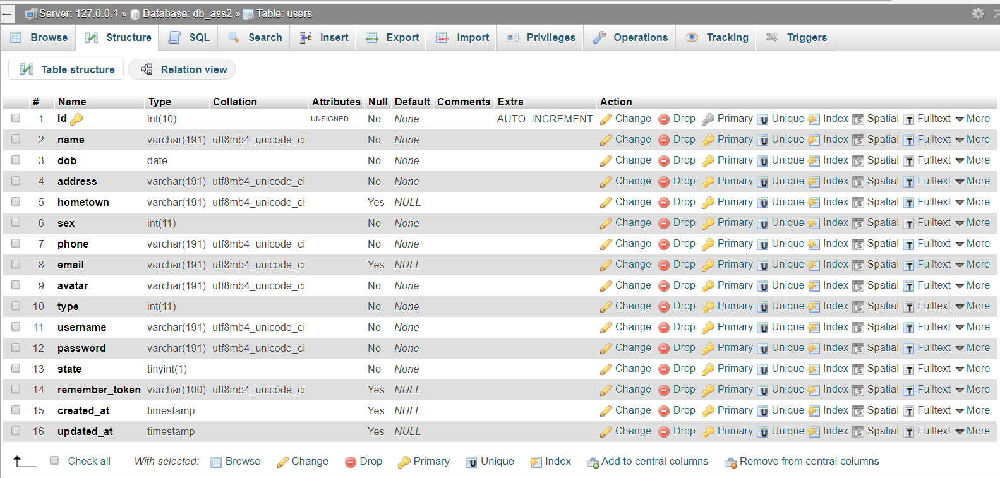 ← Server: 127.0.0.1 » Database: db_ass2 » Table: users
Browse Structure SQL Search Insert Export Import Privileges Operations Tracking Triggers
Table structure Relation view
# Name Type Collation Attributes Null Default Comments Extra Action
1 id int(10) UNSIGNED No None AUTO_INCREMENT Change Drop Primary Unique Index Spatial Fulltext More
2 name varchar(191) utf8mb4_unicode_ci No None Change Drop Primary Unique Index Spatial Fulltext More
3 dob date No None Change Drop Primary Unique Index Spatial Fulltext More
4 address varchar(191) utf8mb4_unicode_ci No None Change Drop Primary Unique Index Spatial Fulltext More
5 hometown varchar(191) utf8mb4_unicode_ci Yes NULL Change Drop Primary Unique Index Spatial Fulltext More
6 sex int(11) No None Change Drop Primary Unique Index Spatial Fulltext More
7 phone varchar(191) utf8mb4_unicode_ci No None Change Drop Primary Unique Index Spatial Fulltext More
8 email varchar(191) utf8mb4_unicode_ci Yes NULL Change Drop Primary Unique Index Spatial Fulltext More
9 avatar varchar(191) utf8mb4_unicode_ci No None Change Drop Primary Unique Index Spatial Fulltext More
10 type int(11) No None Change Drop Primary Unique Index Spatial Fulltext More
11 username varchar(191) utf8mb4_unicode_ci No None Change Drop Primary Unique Index Spatial Fulltext More
12 password varchar(191) utf8mb4_unicode_ci No None Change Drop Primary Unique Index Spatial Fulltext More
13 state tinyint(1) No None Change Drop Primary Unique Index Spatial Fulltext More
14 remember_token varchar(100) utf8mb4_unicode_ci Yes NULL Change Drop Primary Unique Index Spatial Fulltext More
15 created_at timestamp Yes NULL Change Drop Primary Unique Index Spatial Fulltext More
16 updated_at timestamp Yes NULL Change Drop Primary Unique Index Spatial Fulltext More
Check all With selected: Browse Change Drop Primary Unique Index Add to central columns Remove from central columns